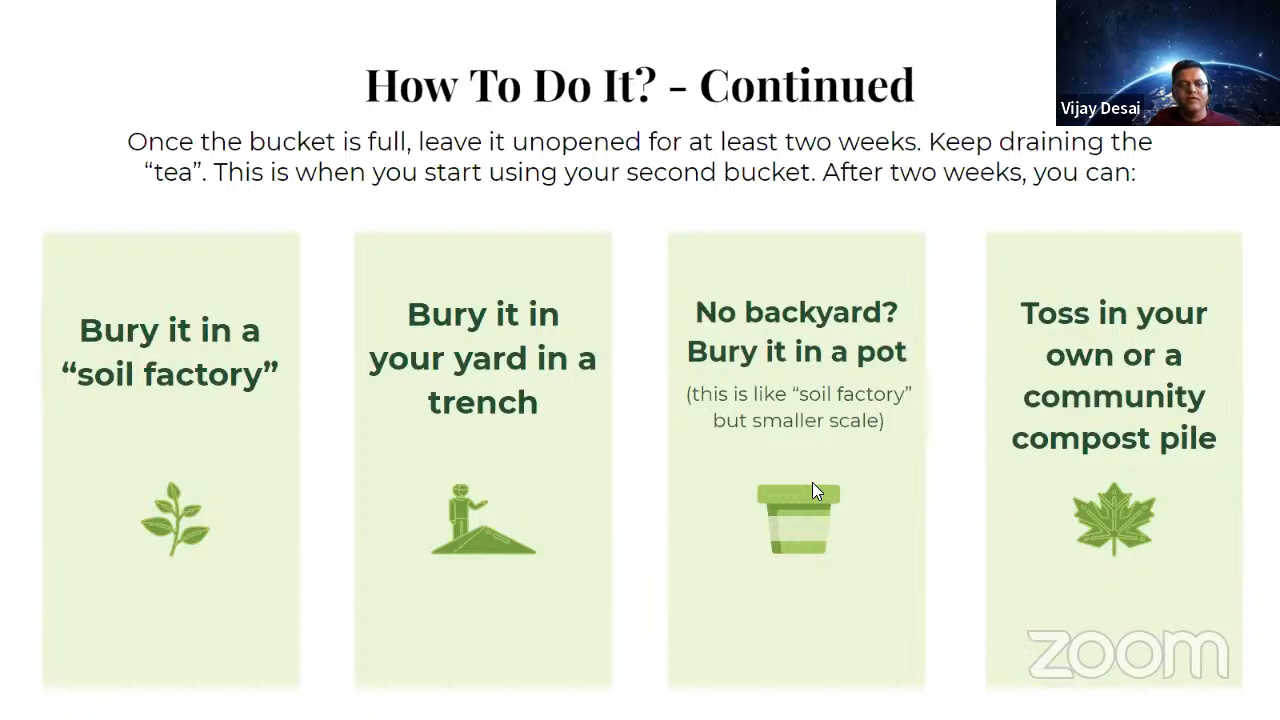 How To Do It? - Continued
Vijay Desai
Once the bucket is full, leave it unopened for at least two weeks. Keep draining the
“tea”. This is when you start using your second bucket. After two weeks, you can:
Bury it in a
“soil factory”
Bury it in
your yard in a
trench
No backyard?
Bury it in a pot
(this is like “soil factory”
but smaller scale)
Toss in your
own or a
community
compost pile
zoom